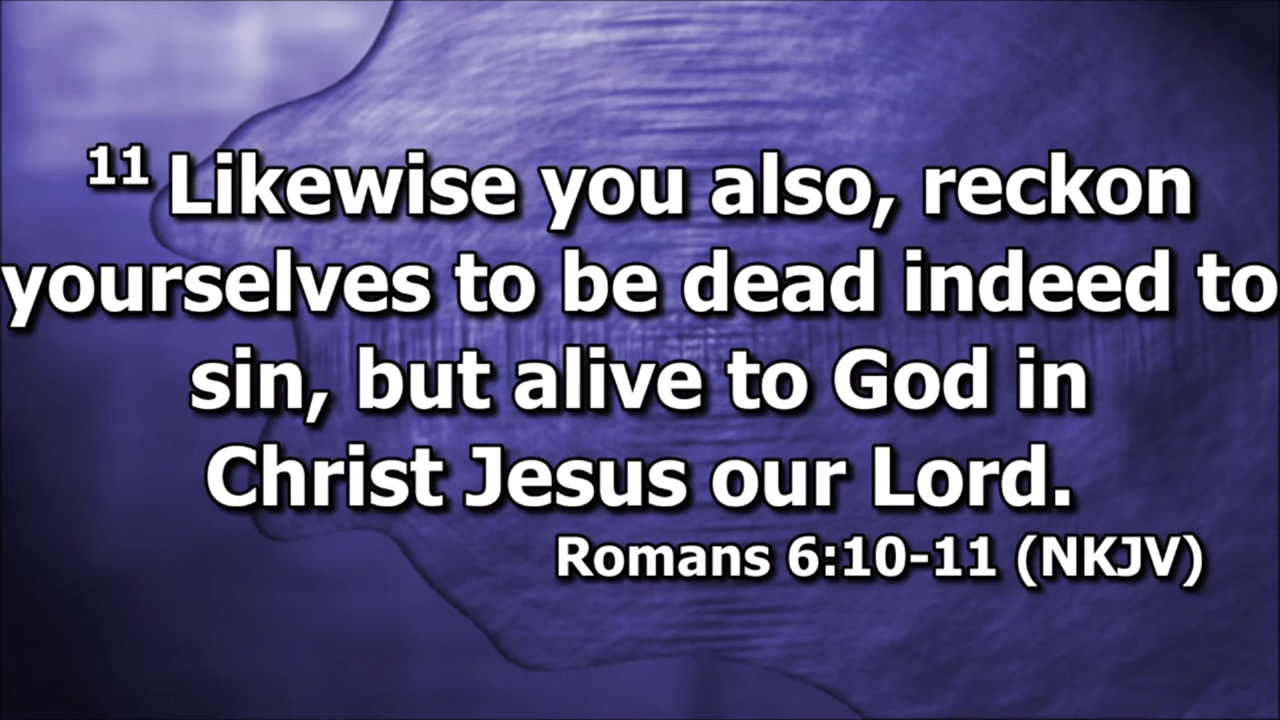 11 Likewise you also, reckon
yourselves to be dead indeed to
sin, but alive to God in
Christ Jesus our Lord.
Romans 6:10-11 (NKJV)